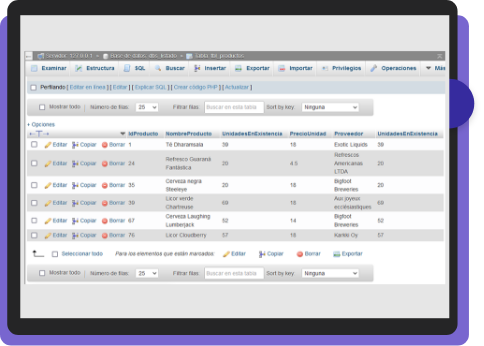 Servidor: 127.0.0.1 » Base de datos: dbs_listado » Tabla: tbl_productos
Examinar Estructura SQL Buscar Insertar Exportar Importar Privilegios Operaciones Más
Perfilando [ Editar en línea ] [ Editar ] [ Explicar SQL ] [ Crear código PHP ] [ Actualizar ]
Mostrar todo | Número de filas: 25 Filtrar filas: Buscar en esta tabla Sort by key: Ninguna
+ Opciones
←T→ IdProducto NombreProducto UnidadesEnExistencia PrecioUnidad Proveedor UnidadesEnExistencia
Editar Copiar Borrar 1 Té Dharamsala 39 18 Exotic Liquids 39
Editar Copiar Borrar 24 Refresco Guaraná Fantástica 20 4.5 Refrescos Americanas LTDA 20
Editar Copiar Borrar 35 Cerveza negra Steeleye 20 18 Bigfoot Breweries 20
Editar Copiar Borrar 39 Licor verde Chartreuse 69 18 Aux joyeux ecclésiastiques 69
Editar Copiar Borrar 67 Cerveza Laughing Lumberjack 52 14 Bigfoot Breweries 52
Editar Copiar Borrar 76 Licor Cloudberry 57 18 Karkki Oy 57
Seleccionar todo Para los elementos que están marcados: Editar Copiar Borrar Exportar
Mostrar todo | Número de filas: 25 Filtrar filas: Buscar en esta tabla Sort by key: Ninguna